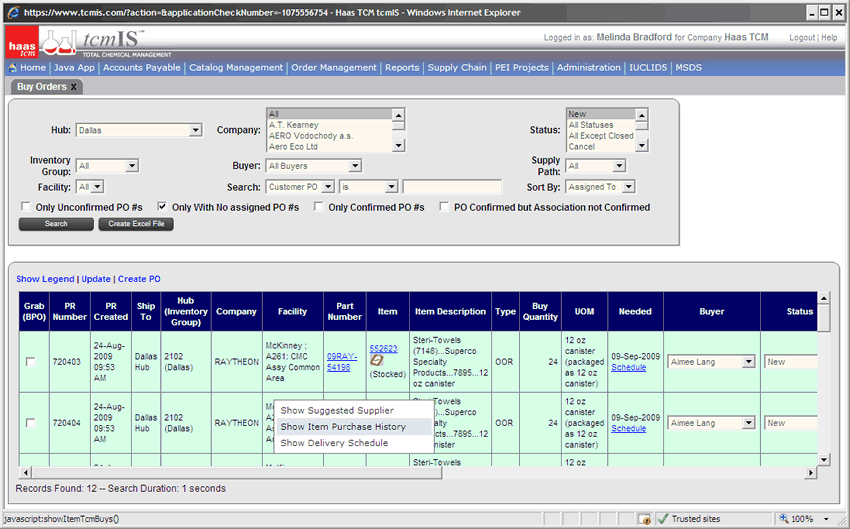 https://www.tcmis.com/?action=&applicationCheckNumber=-1075556754 - Haas TCM tcmIS - Windows Internet Explorer
haas tcm
tcmIS™
TOTAL CHEMICAL MANAGEMENT
Logged in as: Melinda Bradford for Company Haas TCM
Logout | Help
Home | Java App | Accounts Payable | Catalog Management | Order Management | Reports | Supply Chain | PEI Projects | Administration | IUCLID5 | MSDS
Buy Orders x
Hub: Dallas
Company: All
A.T. Kearney
AERO Vodochody a.s.
Aero Eco Ltd
Status: New
All Statuses
All Except Closed
Cancel
Inventory Group: All
Buyer: All Buyers
Supply Path: All
Facility: All
Search: Customer PO is
Sort By: Assigned To
Only Unconfirmed PO #s
Only With No assigned PO #s
Only Confirmed PO #s
PO Confirmed but Association not Confirmed
Search
Create Excel File
Show Legend | Update | Create PO
Grab (BPO) PR Number PR Created Ship To Hub (Inventory Group) Company Facility Part Number Item Item Description Type Buy Quantity UOM Needed Buyer Status
720403
24-Aug-2009 09:53 AM
Dallas Hub
2102 (Dallas)
RAYTHEON
McKinney ; A261: CMC Assy Common Area
09RAY-54198
552623
(Stocked)
Steri-Towels (7148)...Superco Specialty Products...7895...12 oz canister
OOR
24
12 oz canister (packaged as 12 oz canister)
09-Sep-2009
Schedule
Aimee Lang
New
720404
24-Aug-2009 09:53 AM
Dallas Hub
2102 (Dallas)
RAYTHEON
Show Suggested Supplier
Show Item Purchase History
Show Delivery Schedule
Steri-Towels
...Superco
OOR
24
12 oz canister (packaged as 12 oz canister)
09-Sep-2009
Schedule
Aimee Lang
New
24-Aug-
Steri-Towels
12 oz
Records Found: 12 -- Search Duration: 1 seconds
javascript:showItemTcmBuys()
Trusted sites
100%